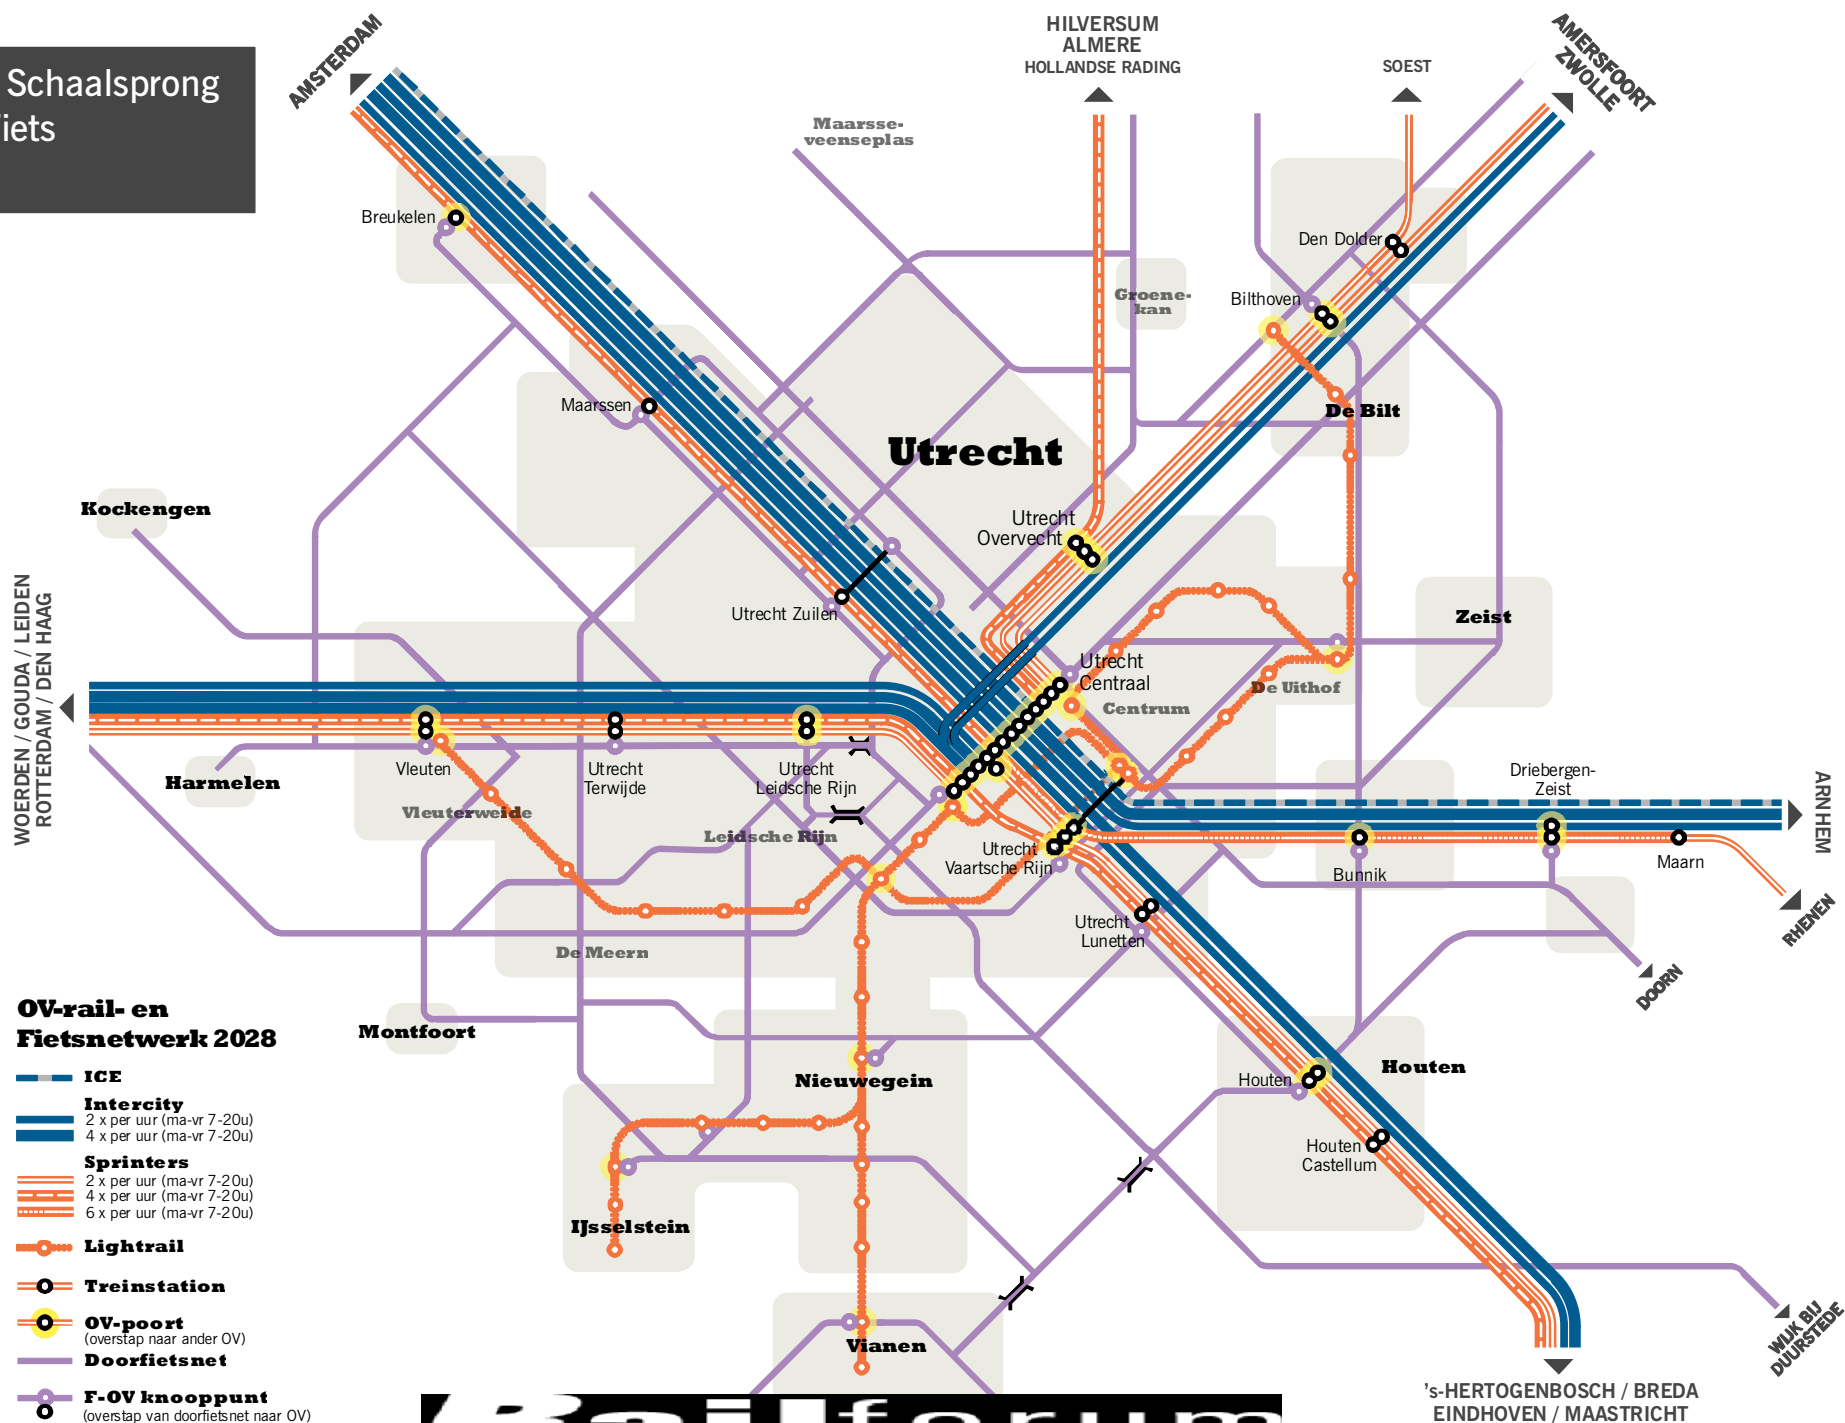 Schaalsprong
Fiets
AMSTERDAM
HILVERSUM
ALMERE
HOLLANDSE RADING
SOEST
AMERSFOORT
ZWOLLE
Maarsse-
veenseplas
Breukelen
Den Dolder
Groene-
kan
Bilthoven
Maarssen
De Bilt
Utrecht
Kockengen
Utrecht
Overvecht
WOERDEN / GOUDA / LEIDEN
ROTTERDAM / DEN HAAG
Utrecht Zuilen
Zeist
Utrecht
Centraal
De Uithof
Centrum
Vleuten
Utrecht
Terwijde
Utrecht
Leidsche Rijn
Harmelen
Driebergen-
Zeist
ARNHEM
Vleuterweide
Leidsche Rijn
Utrecht
Vaartsche Rijn
Bunnik
Maarn
RHENEN
Utrecht
Lunetten
De Meern
DOORN
Montfoort
OV-rail- en
Fietsnetwerk 2028
ICE
Intercity
2 x per uur (ma-vr 7-20u)
4 x per uur (ma-vr 7-20u)
Sprinters
2 x per uur (ma-vr 7-20u)
4 x per uur (ma-vr 7-20u)
6 x per uur (ma-vr 7-20u)
Lightrail
Treinstation
OV-poort
(overstap naar ander OV)
Doorfietsnet
F-OV knooppunt
(overstap van doorfietsnet naar OV)
Nieuwegein
Houten
Houten
Houten
Castellum
IJsselstein
Vianen
WIJK BIJ
DUURSTEDE
's-HERTOGENBOSCH / BREDA
EINDHOVEN / MAASTRICHT
Railforum